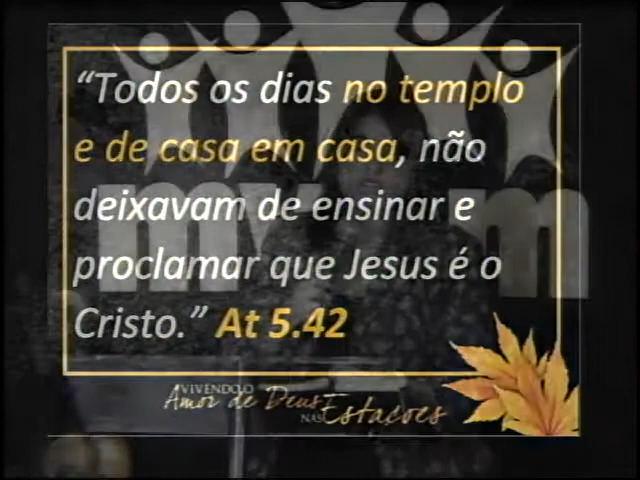 “Todos os dias no templo
e de casa em casa, não
deixavam de ensinar e
proclamar que Jesus é o
Cristo.” At 5.42
VIVENDO O
Amor de Deus
NAS Estações